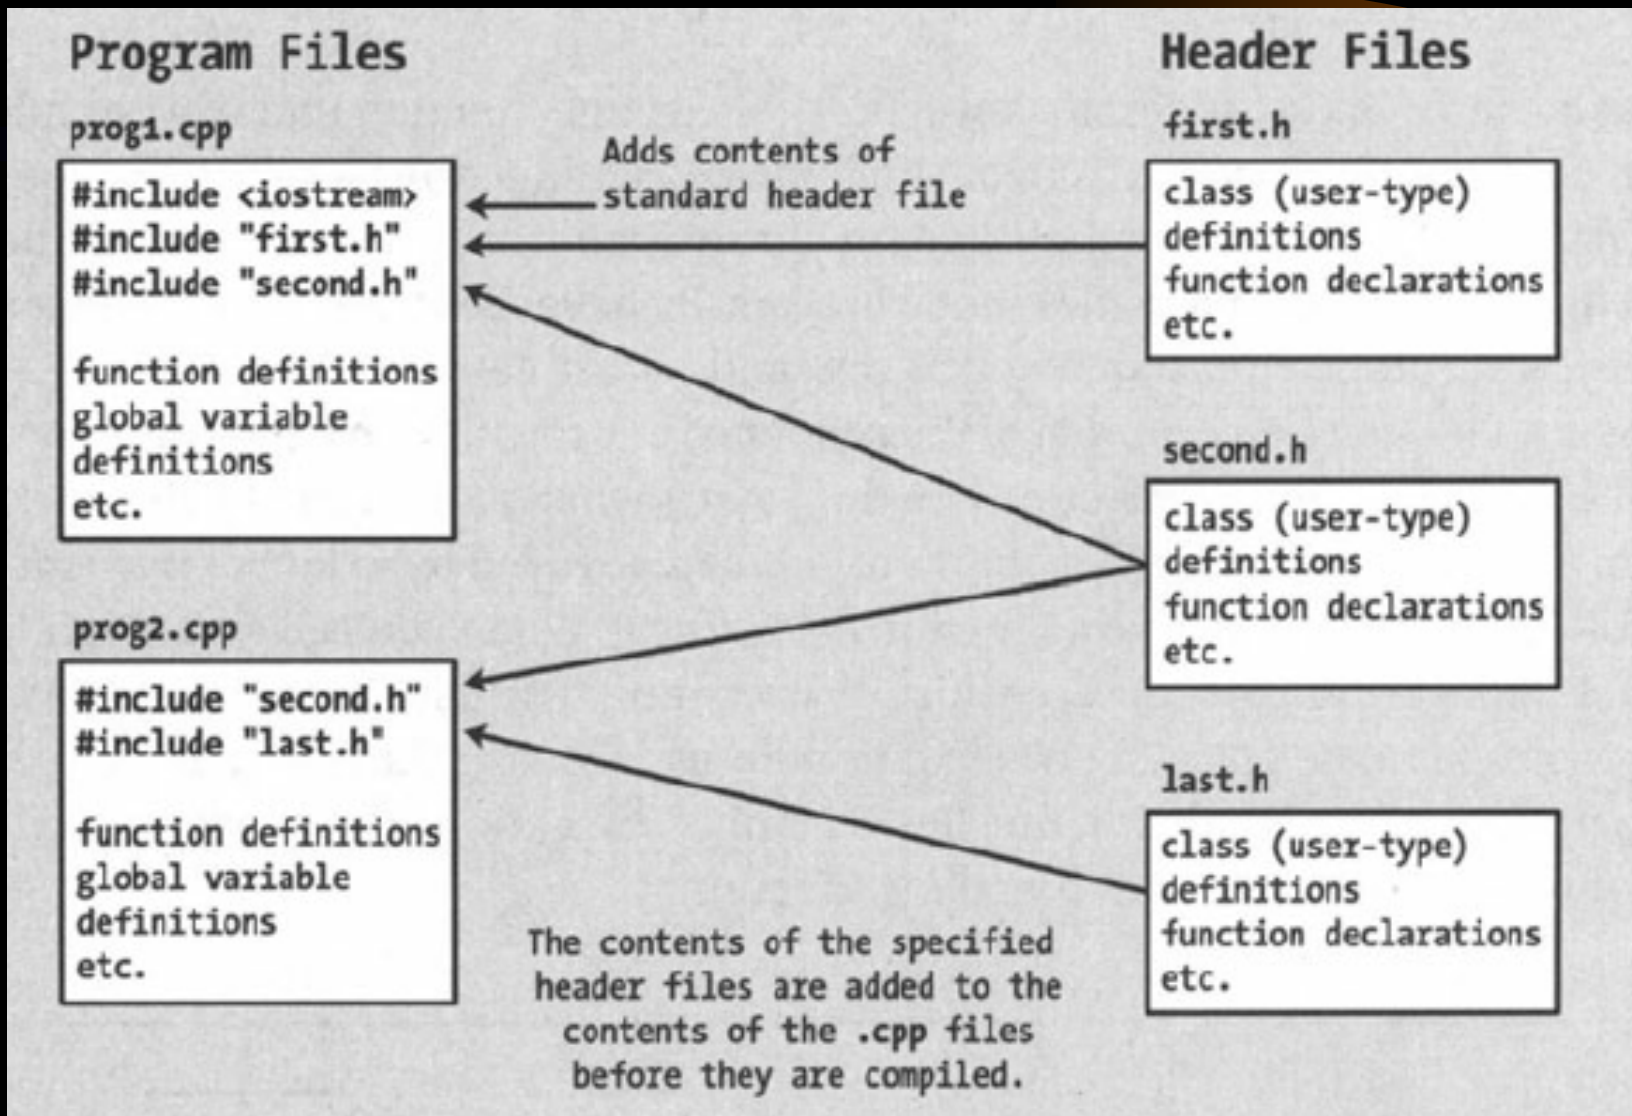 Program Files
prog1.cpp
#include <iostream>
#include "first.h"
#include "second.h"
function definitions
global variable
definitions
etc.
prog2.cpp
#include "second.h"
#include "last.h"
function definitions
global variable
definitions
etc.
Adds contents of
standard header file
The contents of the specified
header files are added to the
contents of the .cpp files
before they are compiled.
Header Files
first.h
class (user-type)
definitions
function declarations
etc.
second.h
class (user-type)
definitions
function declarations
etc.
last.h
class (user-type)
definitions
function declarations
etc.